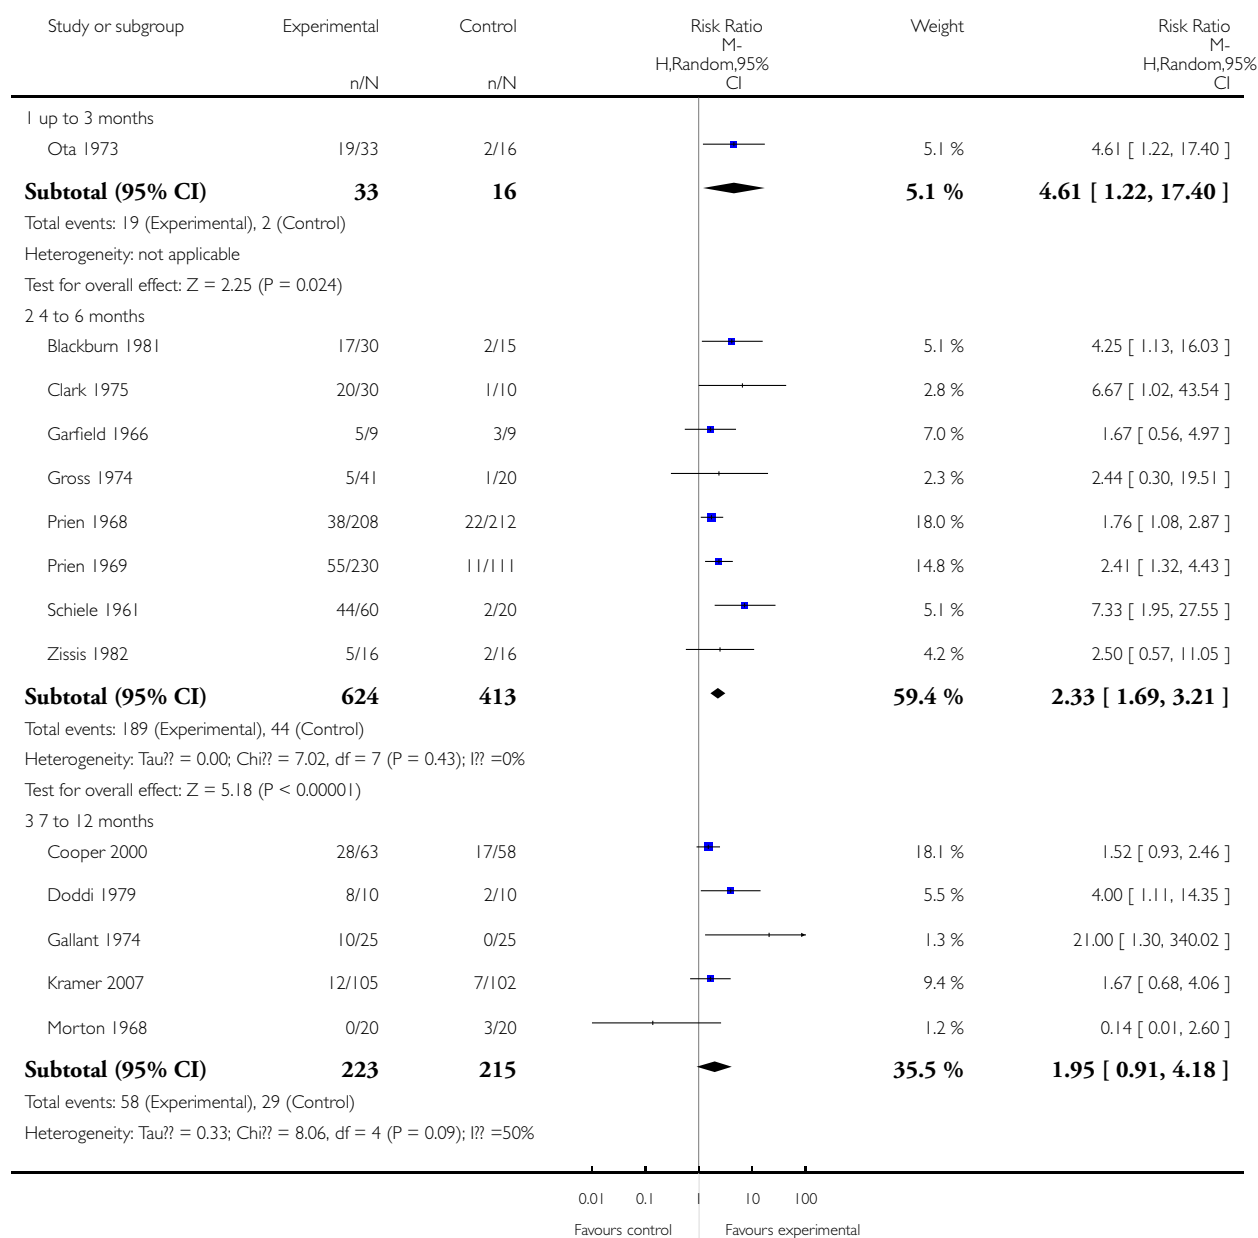 Study or subgroup Experimental Control Risk Ratio Weight Risk Ratio
M- M-
H,Random,95% H,Random,95%
n/N n/N CI CI
1 up to 3 months
Ota 1973 19/33 2/16 5.1 % 4.61 [ 1.22, 17.40 ]
Subtotal (95% CI) 33 16 5.1 % 4.61 [ 1.22, 17.40 ]
Total events: 19 (Experimental), 2 (Control)
Heterogeneity: not applicable
Test for overall effect: Z = 2.25 (P = 0.024)
2 4 to 6 months
Blackburn 1981 17/30 2/15 5.1 % 4.25 [ 1.13, 16.03 ]
Clark 1975 20/30 1/10 2.8 % 6.67 [ 1.02, 43.54 ]
Garfield 1966 5/9 3/9 7.0 % 1.67 [ 0.56, 4.97 ]
Gross 1974 5/41 1/20 2.3 % 2.44 [ 0.30, 19.51 ]
Prien 1968 38/208 22/212 18.0 % 1.76 [ 1.08, 2.87 ]
Prien 1969 55/230 11/111 14.8 % 2.41 [ 1.32, 4.43 ]
Schiele 1961 44/60 2/20 5.1 % 7.33 [ 1.95, 27.55 ]
Zissis 1982 5/16 2/16 4.2 % 2.50 [ 0.57, 11.05 ]
Subtotal (95% CI) 624 413 59.4 % 2.33 [ 1.69, 3.21 ]
Total events: 189 (Experimental), 44 (Control)
Heterogeneity: Tau?? = 0.00; Chi?? = 7.02, df = 7 (P = 0.43); I?? =0%
Test for overall effect: Z = 5.18 (P < 0.00001)
3 7 to 12 months
Cooper 2000 28/63 17/58 18.1 % 1.52 [ 0.93, 2.46 ]
Doddi 1979 8/10 2/10 5.5 % 4.00 [ 1.11, 14.35 ]
Gallant 1974 10/25 0/25 1.3 % 21.00 [ 1.30, 340.02 ]
Kramer 2007 12/105 7/102 9.4 % 1.67 [ 0.68, 4.06 ]
Morton 1968 0/20 3/20 1.2 % 0.14 [ 0.01, 2.60 ]
Subtotal (95% CI) 223 215 35.5 % 1.95 [ 0.91, 4.18 ]
Total events: 58 (Experimental), 29 (Control)
Heterogeneity: Tau?? = 0.33; Chi?? = 8.06, df = 4 (P = 0.09); I?? =50%
0.01 0.1 1 10 100
Favours control Favours experimental